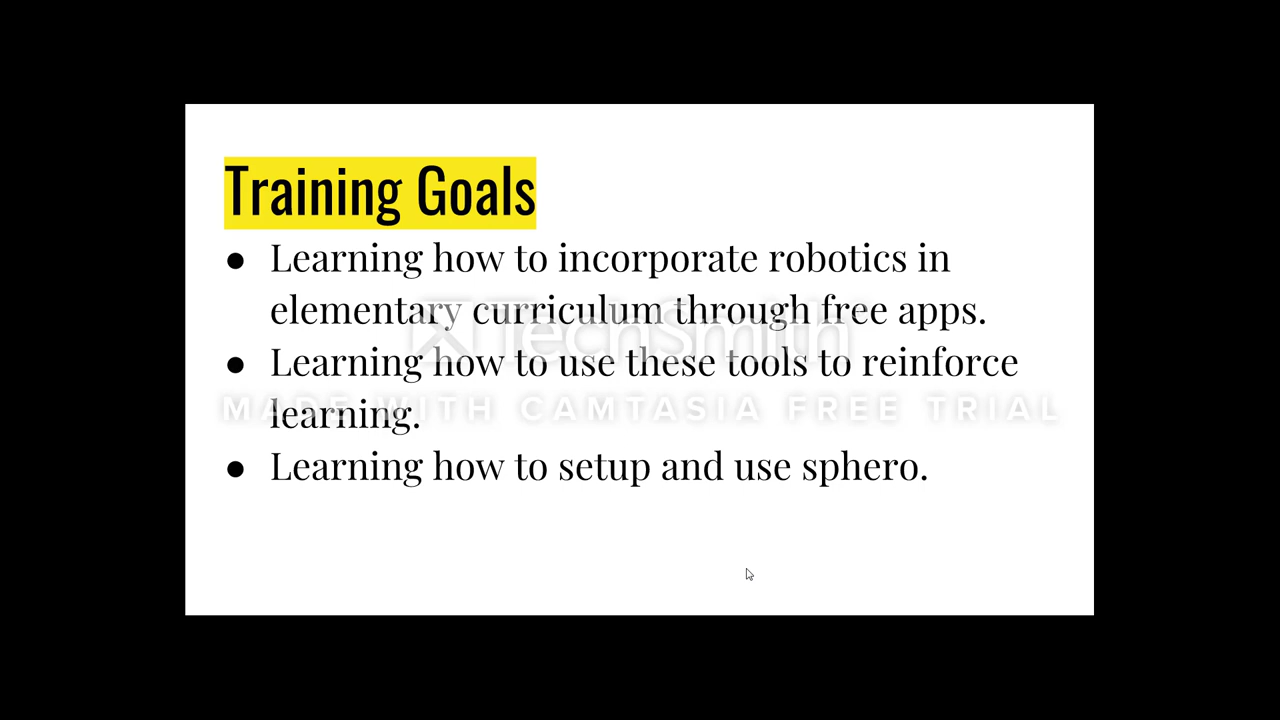 Training Goals
● Learning how to incorporate robotics in
elementary curriculum through free apps.
TechSmith
● Learning how to use these tools to reinforce
MADE WITH CAMTASIA FREE TRIAL
learning.
● Learning how to setup and use sphero.